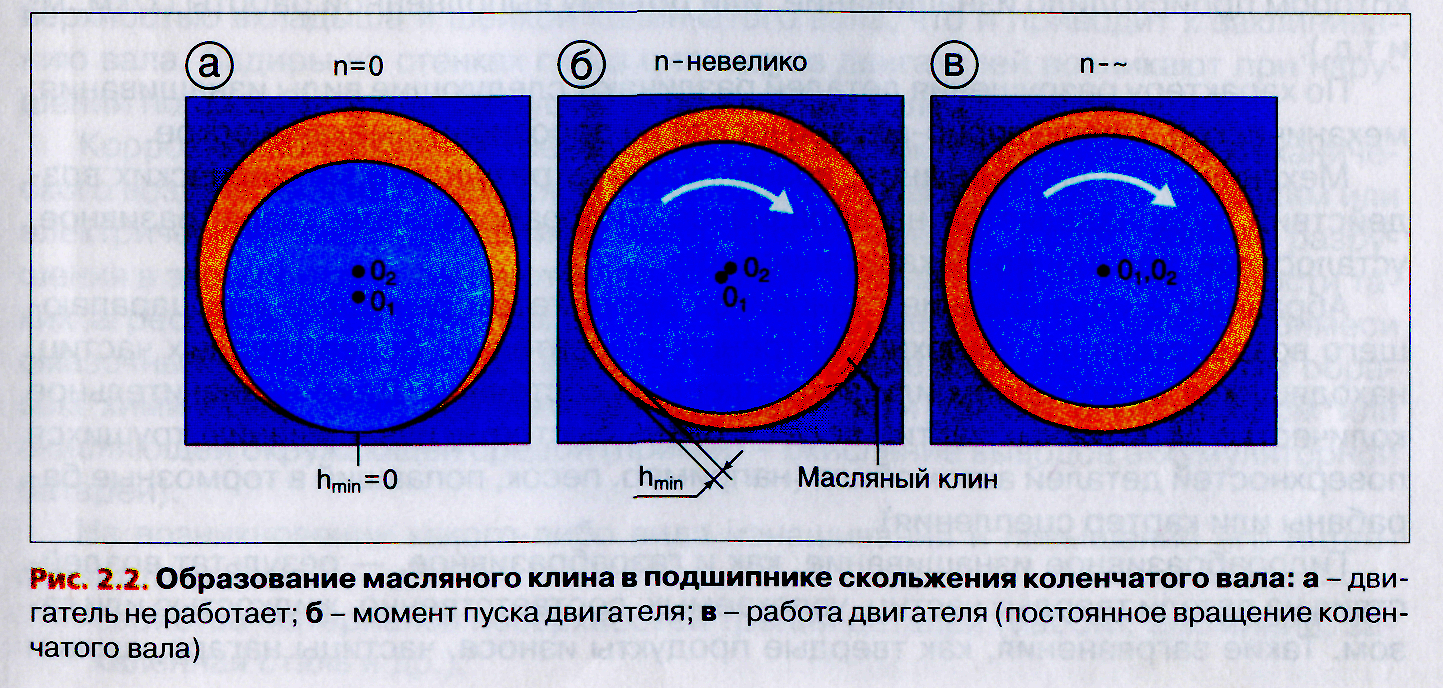 а
n=0
б
n-невелико
в
n-~
O₂
O₁
O₂
O₁
O₁,O₂
hmin=0
hmin
Масляный клин
Рис. 2.2. Образование масляного клина в подшипнике скольжения коленчатого вала: а – дви-
гатель не работает; б – момент пуска двигателя; в – работа двигателя (постоянное вращение колен-
чатого вала)